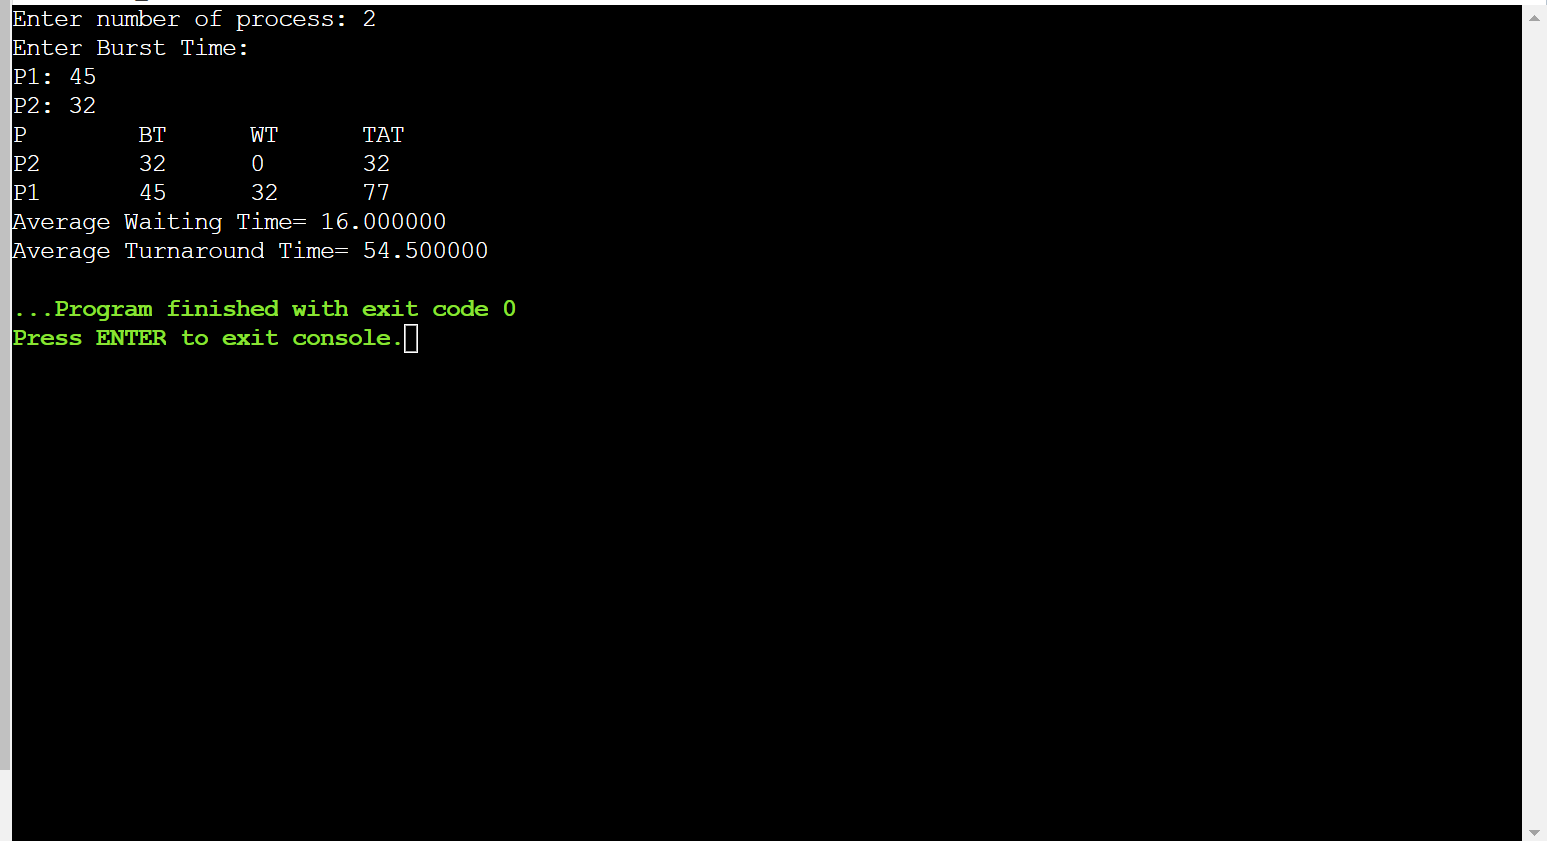 Enter number of process: 2
Enter Burst Time:
P1: 45
P2: 32
P BT WT TAT
P2 32 0 32
P1 45 32 77
Average Waiting Time= 16.000000
Average Turnaround Time= 54.500000
...Program finished with exit code 0
Press ENTER to exit console.